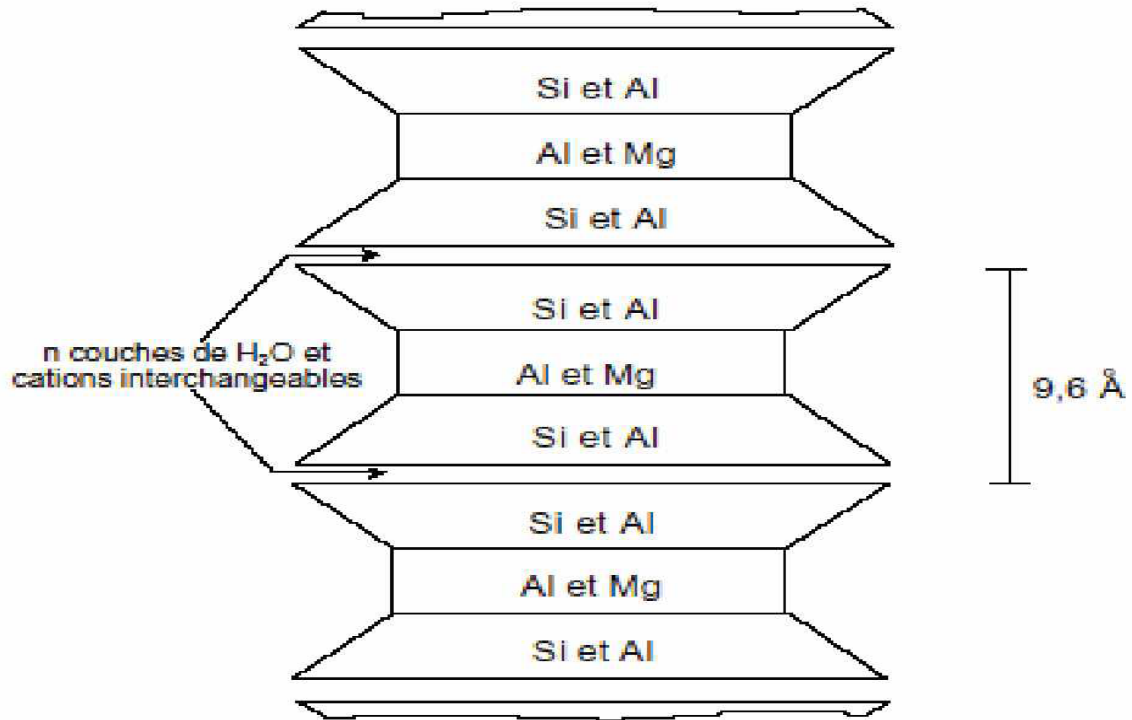 Si et Al
Al et Mg
Si et Al
Si et Al
n couches de H₂O et
cations interchangeables
Al et Mg
9,6 Å
Si et Al
Si et Al
Al et Mg
Si et Al